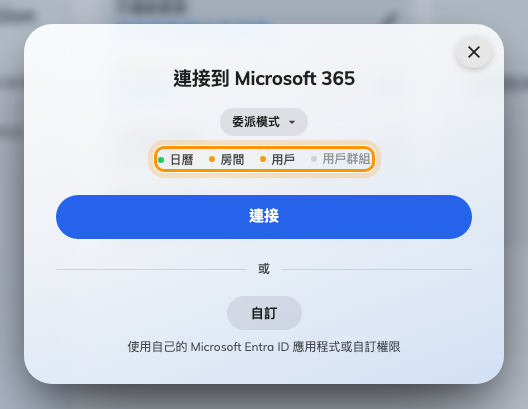 連接到 Microsoft 365
委派模式
日曆 房間 用戶 用戶群組
連接
或
自訂
使用自己的 Microsoft Entra ID 應用程式或自訂權限